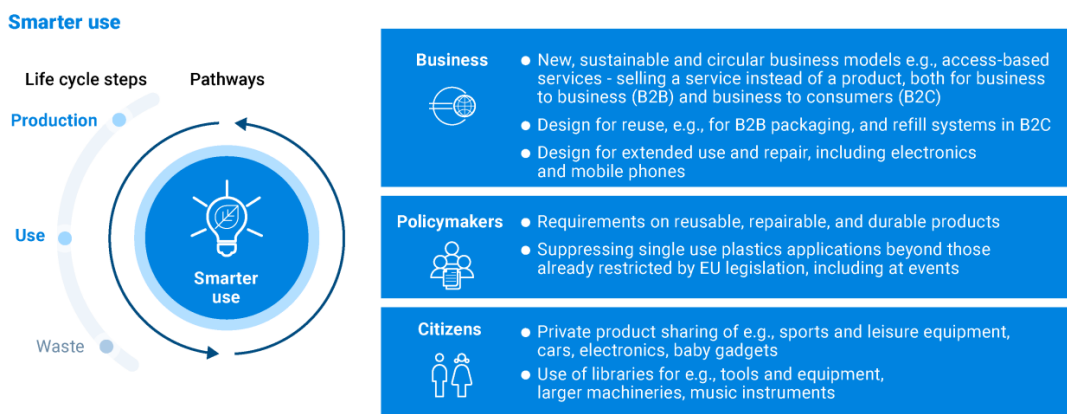 Smarter use
Life cycle steps
Pathways
Production
Use
Waste
Smarter
use
Business
● New, sustainable and circular business models e.g., access-based
services - selling a service instead of a product, both for business
to business (B2B) and business to consumers (B2C)
● Design for reuse, e.g., for B2B packaging, and refill systems in B2C
● Design for extended use and repair, including electronics
and mobile phones
Policymakers
● Requirements on reusable, repairable, and durable products
● Suppressing single use plastics applications beyond those
already restricted by EU legislation, including at events
Citizens
● Private product sharing of e.g., sports and leisure equipment,
cars, electronics, baby gadgets
● Use of libraries for e.g., tools and equipment,
larger machineries, music instruments